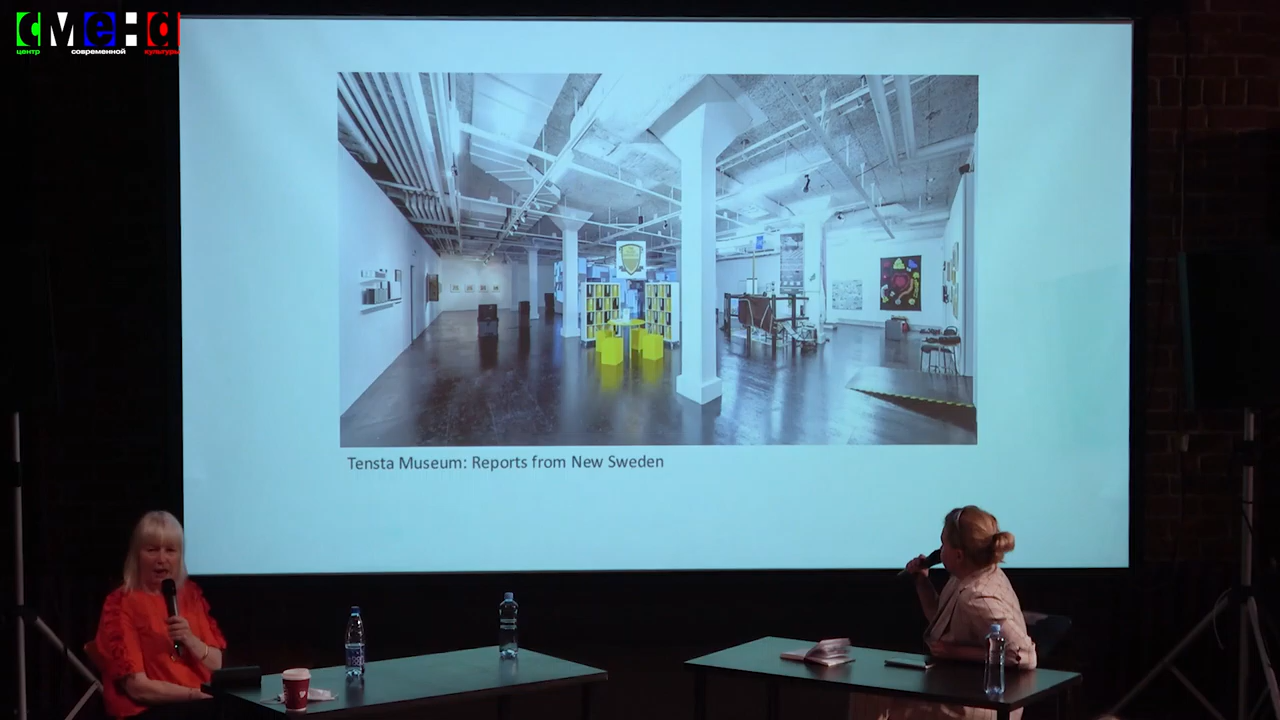 смена
центр современной культуры
Tensta Museum: Reports from New Sweden